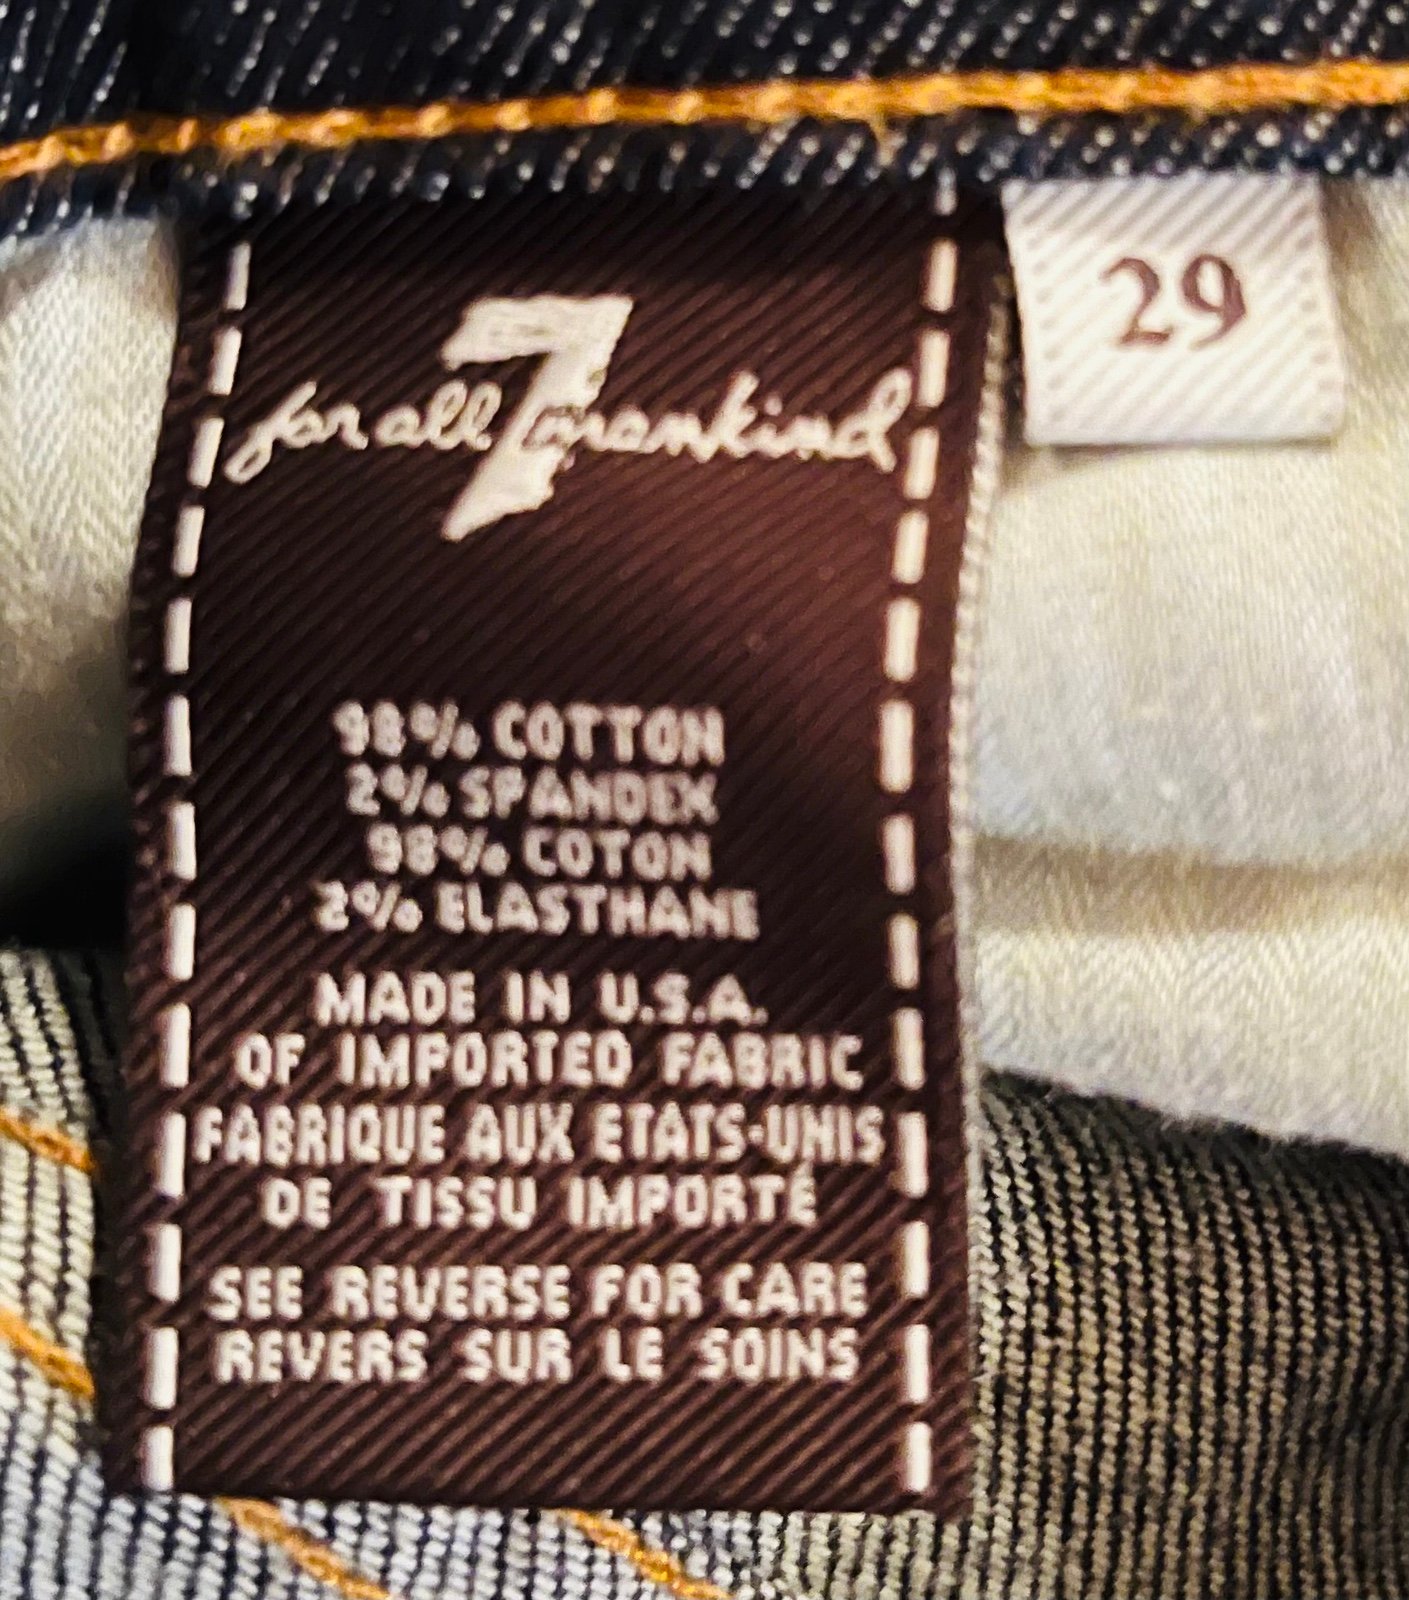 for all 7 mankind
29
98% COTTON
2% SPANDEX
98% COTON
2% ELASTHANE
MADE IN U.S.A.
OF IMPORTED FABRIC
FABRIQUE AUX ETATS-UNIS
DE TISSU IMPORTÉ
SEE REVERSE FOR CARE
REVERS SUR LE SOINS